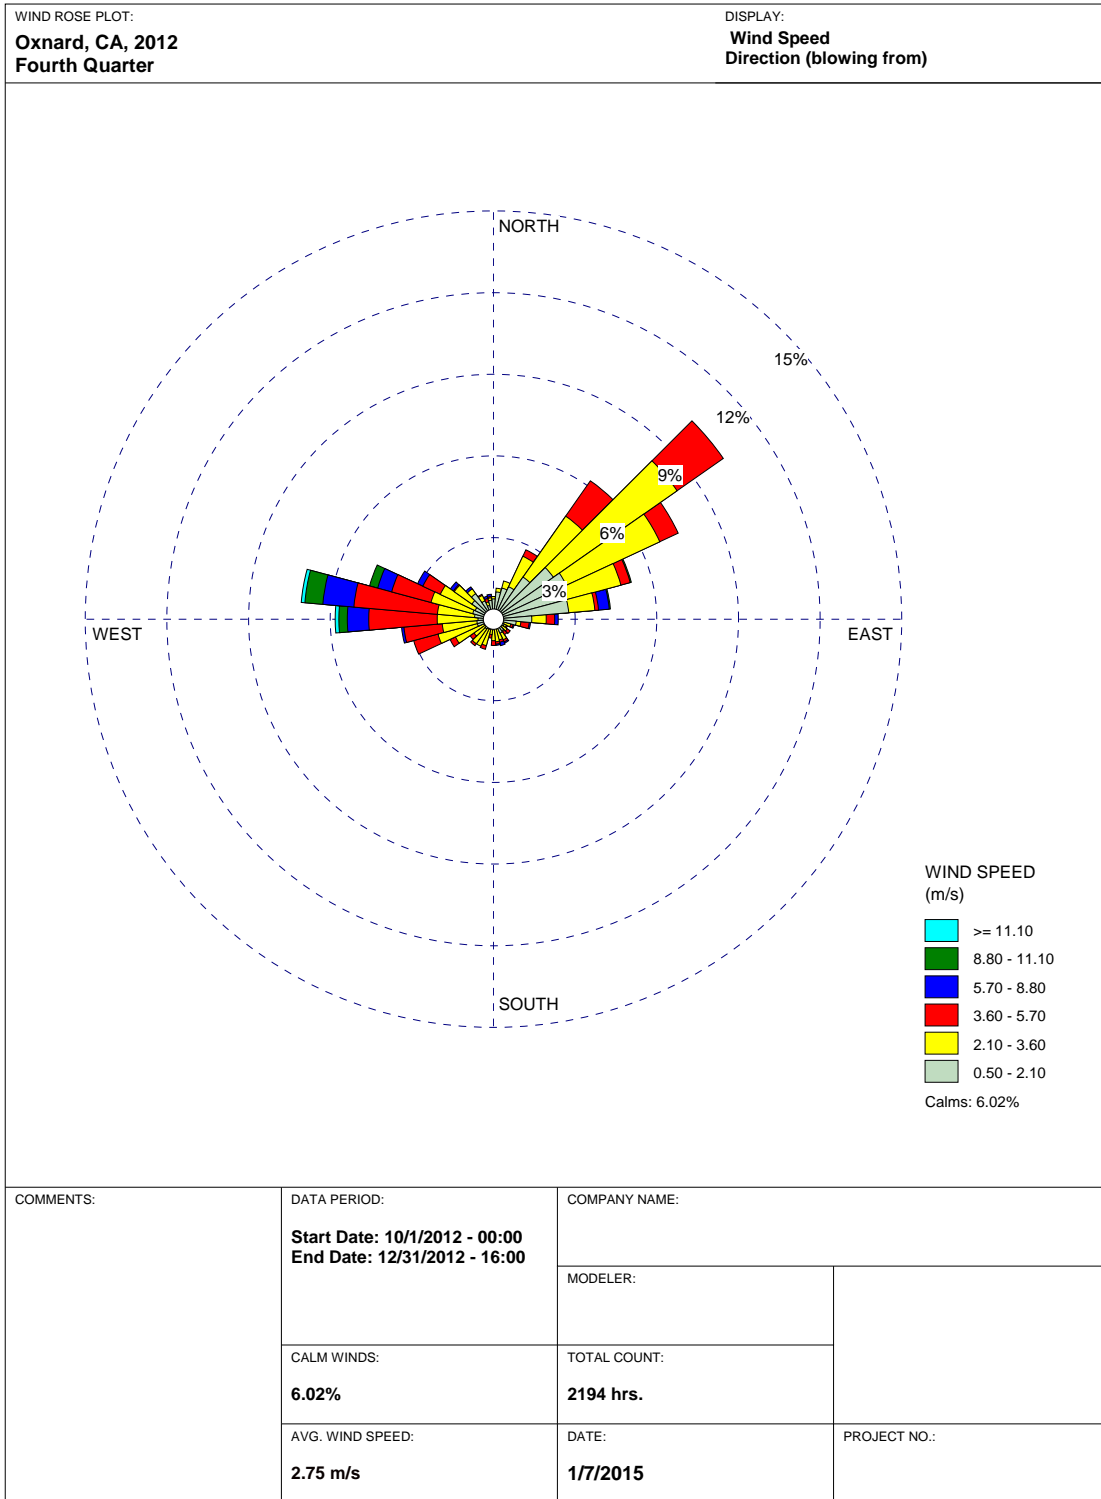 WIND ROSE PLOT:
Oxnard, CA, 2012
Fourth Quarter
DISPLAY:
Wind Speed
Direction (blowing from)
NORTH
15%
12%
9%
6%
3%
WEST
EAST
SOUTH
WIND SPEED
(m/s)
>= 11.10
8.80 - 11.10
5.70 - 8.80
3.60 - 5.70
2.10 - 3.60
0.50 - 2.10
Calms: 6.02%
COMMENTS:
DATA PERIOD:
Start Date: 10/1/2012 - 00:00
End Date: 12/31/2012 - 16:00
COMPANY NAME:
MODELER:
CALM WINDS:
6.02%
TOTAL COUNT:
2194 hrs.
AVG. WIND SPEED:
2.75 m/s
DATE:
1/7/2015
PROJECT NO.: